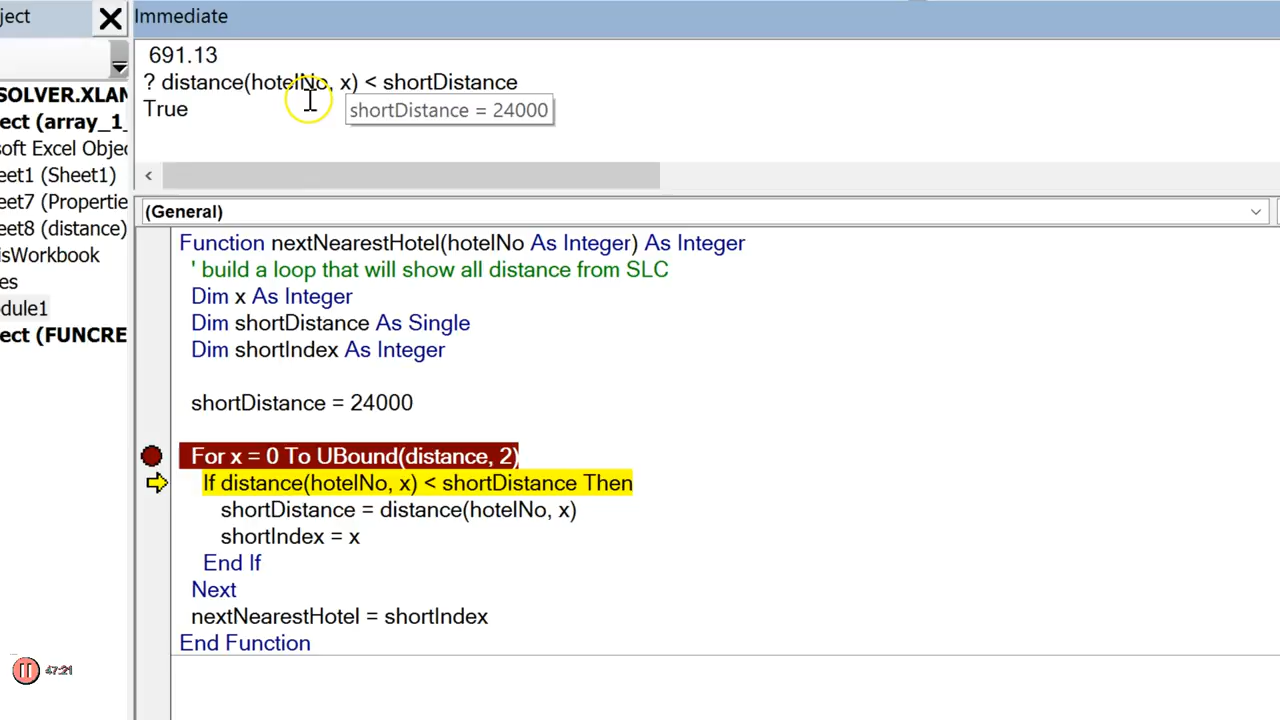 ject
Immediate
691.13
? distance(hotelNo, x) < shortDistance
True
shortDistance = 24000
SOLVER.XLAM
ect (array_1_
soft Excel Objec
eet1 (Sheet1)
eet7 (Propertie
eet8 (distance)
isWorkbook
es
dule1
ect (FUNCRE
(General)
Function nextNearestHotel(hotelNo As Integer) As Integer
' build a loop that will show all distance from SLC
Dim x As Integer
Dim shortDistance As Single
Dim shortIndex As Integer
shortDistance = 24000
For x = 0 To UBound(distance, 2)
If distance(hotelNo, x) < shortDistance Then
shortDistance = distance(hotelNo, x)
shortIndex = x
End If
Next
nextNearestHotel = shortIndex
End Function
47:21